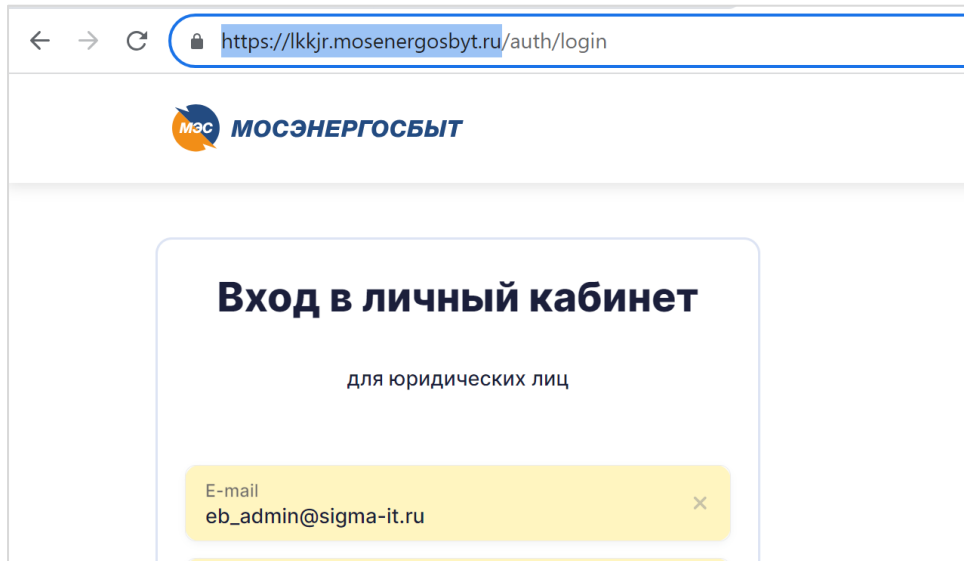 https://lkkjr.mosenergosbyt.ru/auth/login
МЭС МОСЭНЕРГОСБЫТ
Вход в личный кабинет
для юридических лиц
E-mail
eb_admin@sigma-it.ru